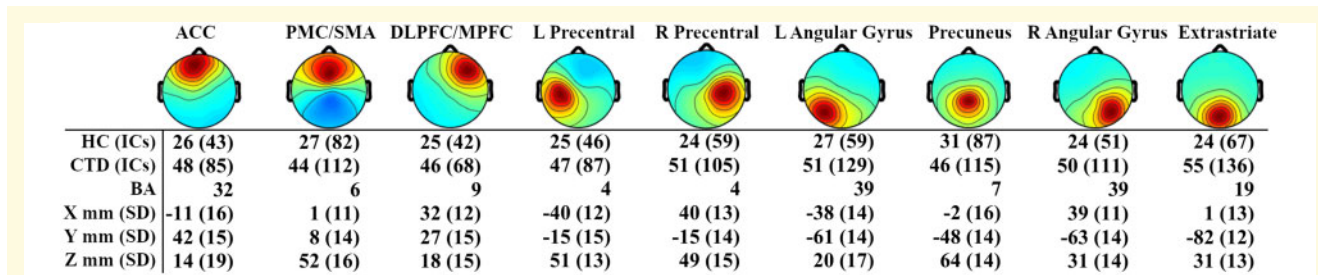 ACC PMC/SMA DLPFC/MPFC L Precentral R Precentral L Angular Gyrus Precuneus R Angular Gyrus Extrastriate
HC (ICs) 26 (43) 27 (82) 25 (42) 25 (46) 24 (59) 27 (59) 31 (87) 24 (51) 24 (67)
CTD (ICs) 48 (85) 44 (112) 46 (68) 47 (87) 51 (105) 51 (129) 46 (115) 50 (111) 55 (136)
BA 32 6 9 4 4 39 7 39 19
X mm (SD) -11 (16) 1 (11) 32 (12) -40 (12) 40 (13) -38 (14) -2 (16) 39 (11) 1 (13)
Y mm (SD) 42 (15) 8 (14) 27 (15) -15 (15) -15 (14) -61 (14) -48 (14) -63 (14) -82 (12)
Z mm (SD) 14 (19) 52 (16) 18 (15) 51 (13) 49 (15) 20 (17) 64 (14) 31 (14) 31 (13)